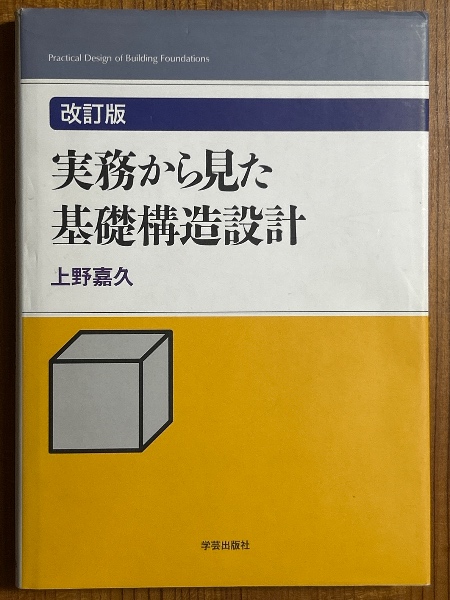 Practical Design of Building Foundations
改訂版
実務から見た
基礎構造設計
上野嘉久
学芸出版社